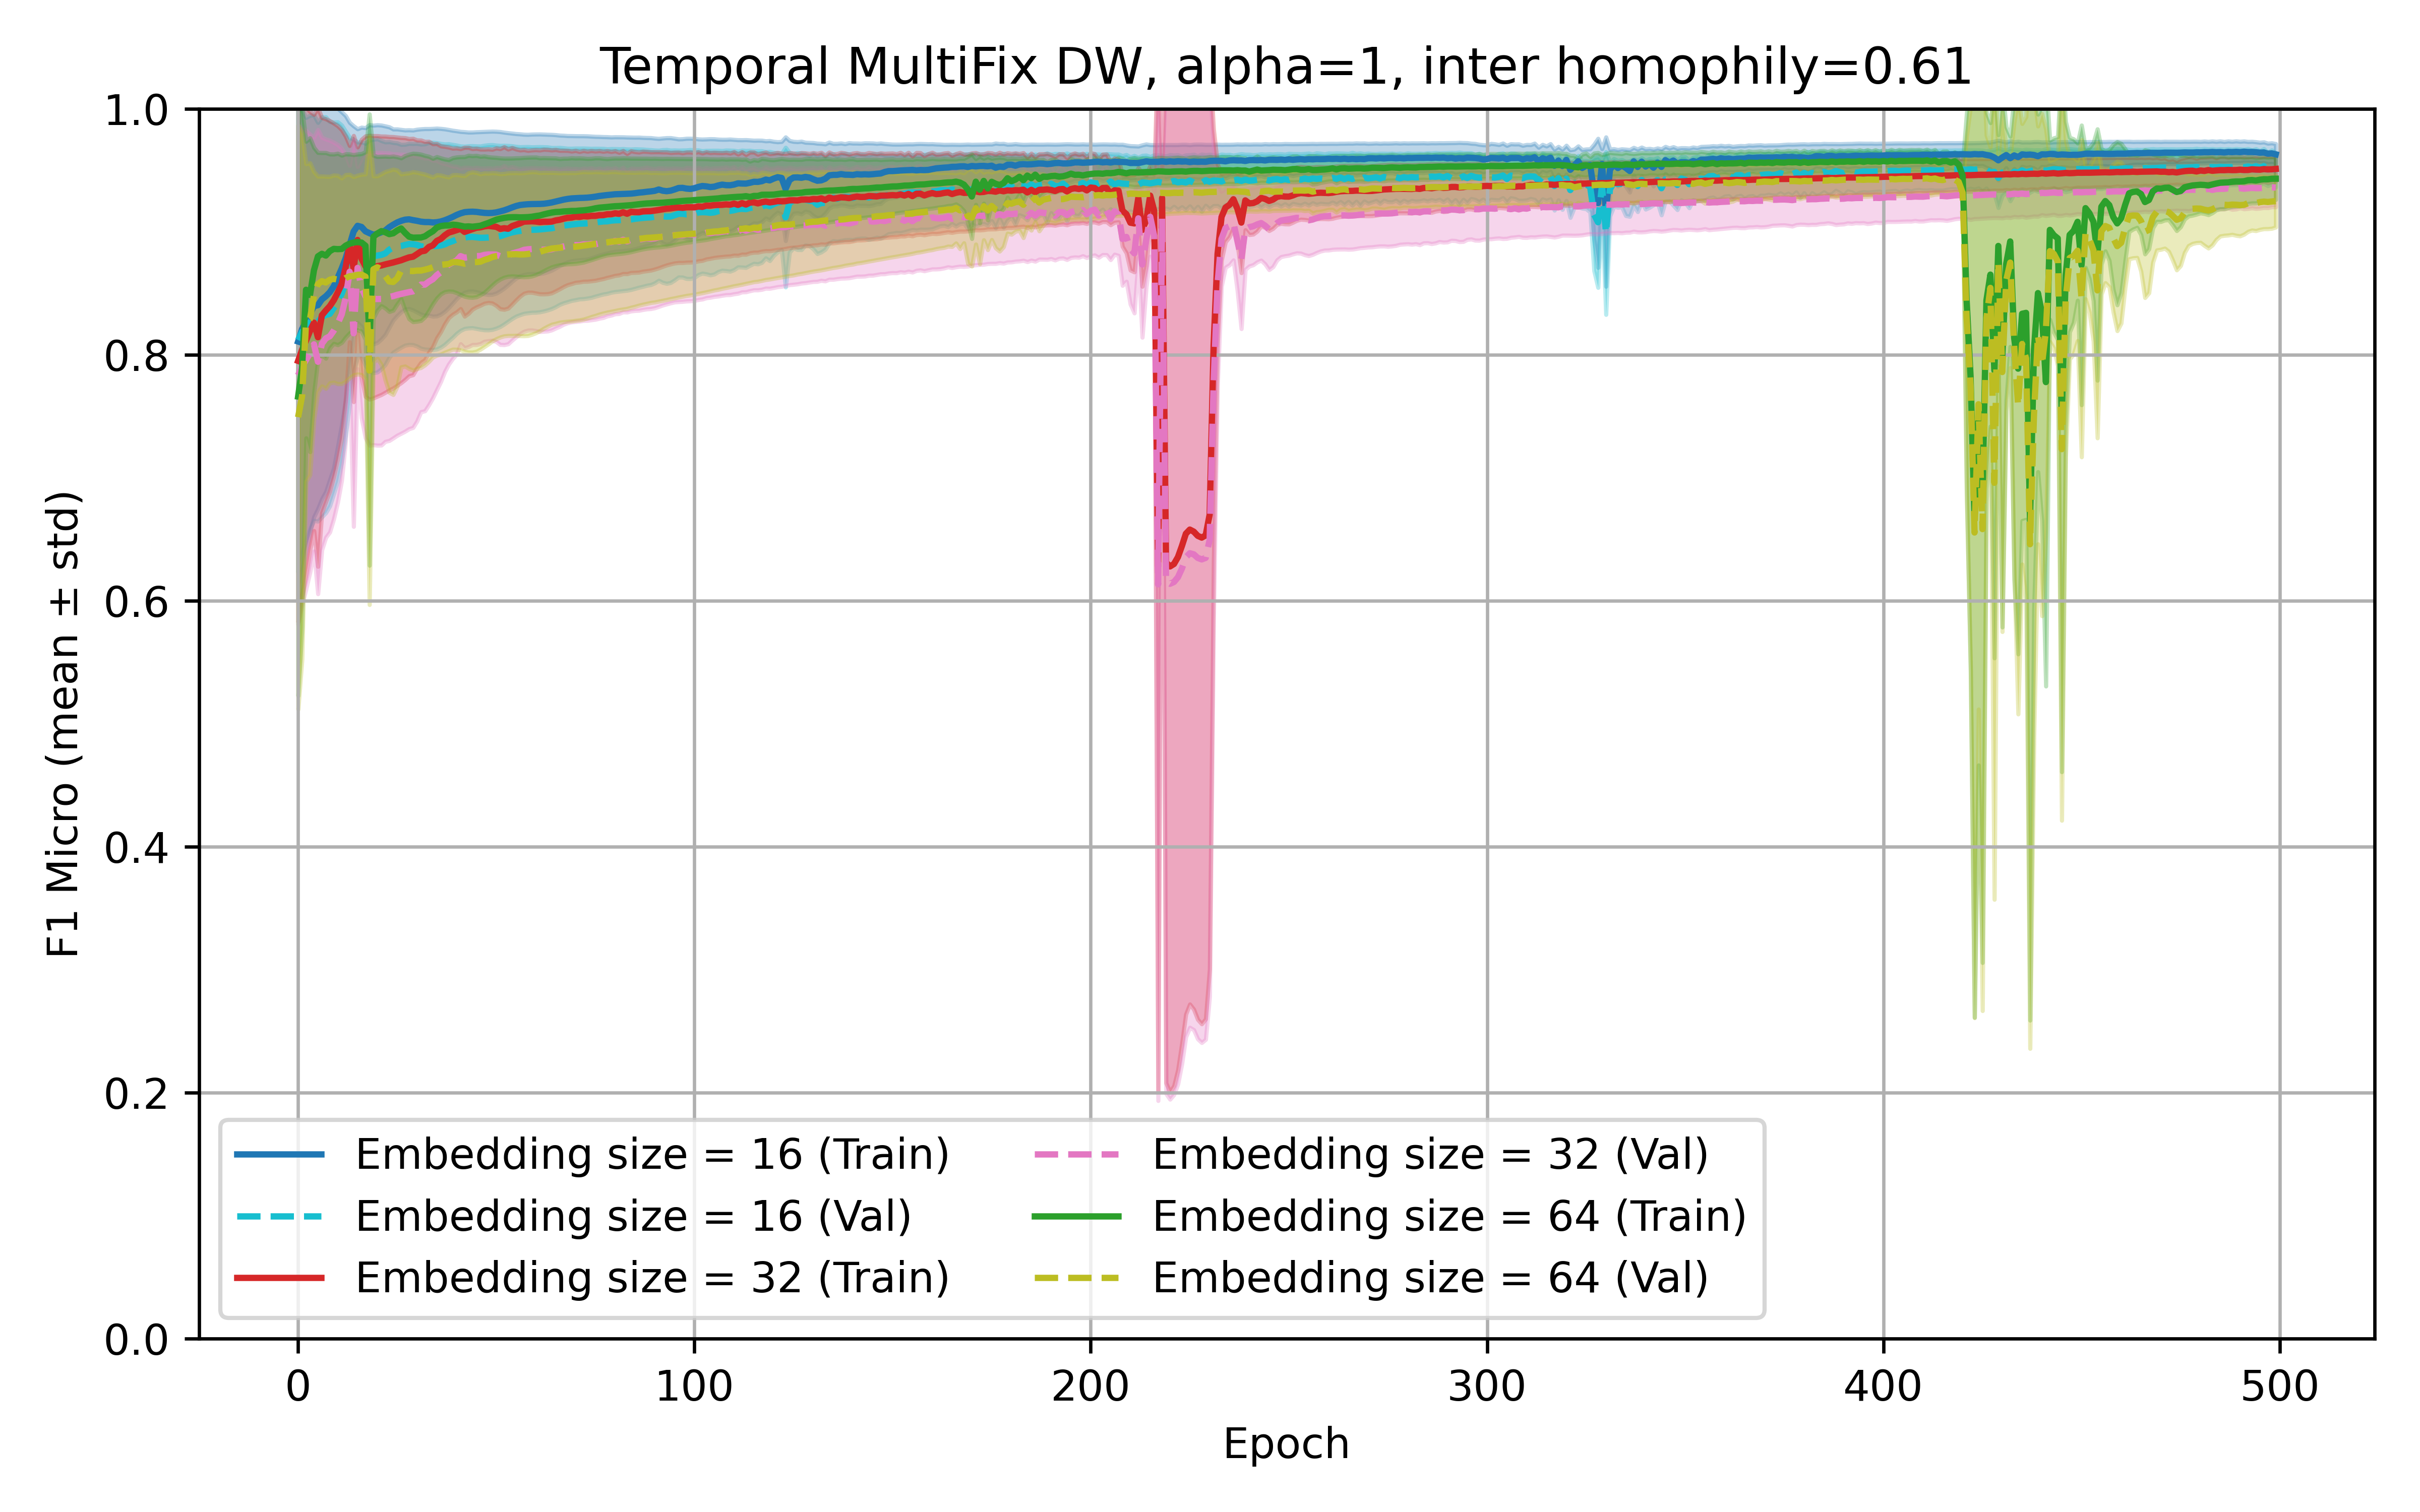 Temporal MultiFix DW, alpha=1, inter homophily=0.61
1.0
0.8
0.6
0.4
0.2
0.0
F1 Micro (mean ± std)
Embedding size = 16 (Train)
Embedding size = 16 (Val)
Embedding size = 32 (Train)
Embedding size = 32 (Val)
Embedding size = 64 (Train)
Embedding size = 64 (Val)
0 100 200 300 400 500
Epoch